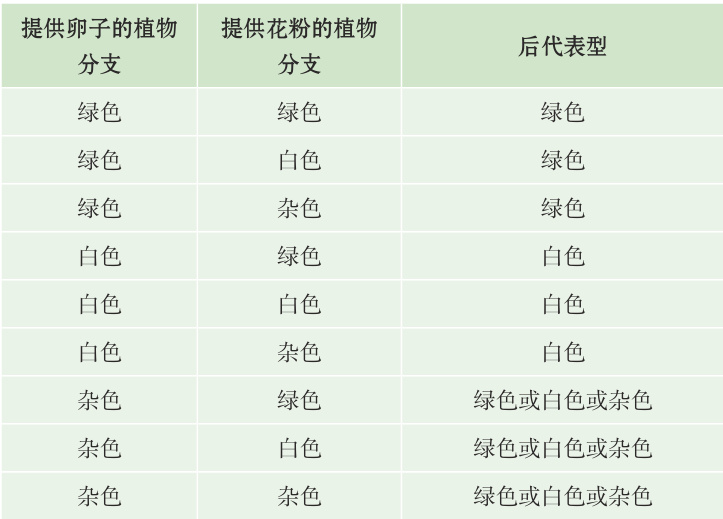 提供卵子的植物分支 提供花粉的植物分支 后代表型
绿色 绿色 绿色
绿色 白色 绿色
绿色 杂色 绿色
白色 绿色 白色
白色 白色 白色
白色 杂色 白色
杂色 绿色 绿色或白色或杂色
杂色 白色 绿色或白色或杂色
杂色 杂色 绿色或白色或杂色